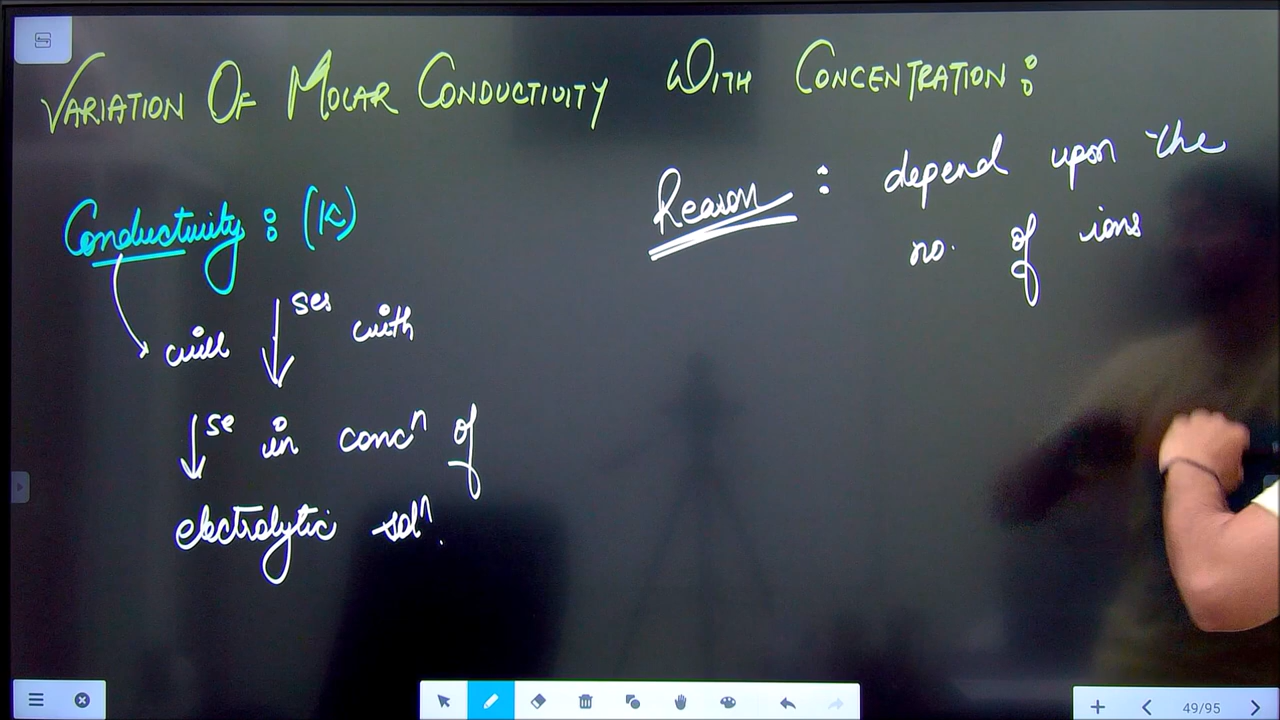 VARIATION OF MOLAR CONDUCTIVITY WITH CONCENTRATION :
Conductivity : (K)
will ↓ses with
↓se in concⁿ of
electrolytic solⁿ.
Reason : depend upon the
no. of ions
49/95